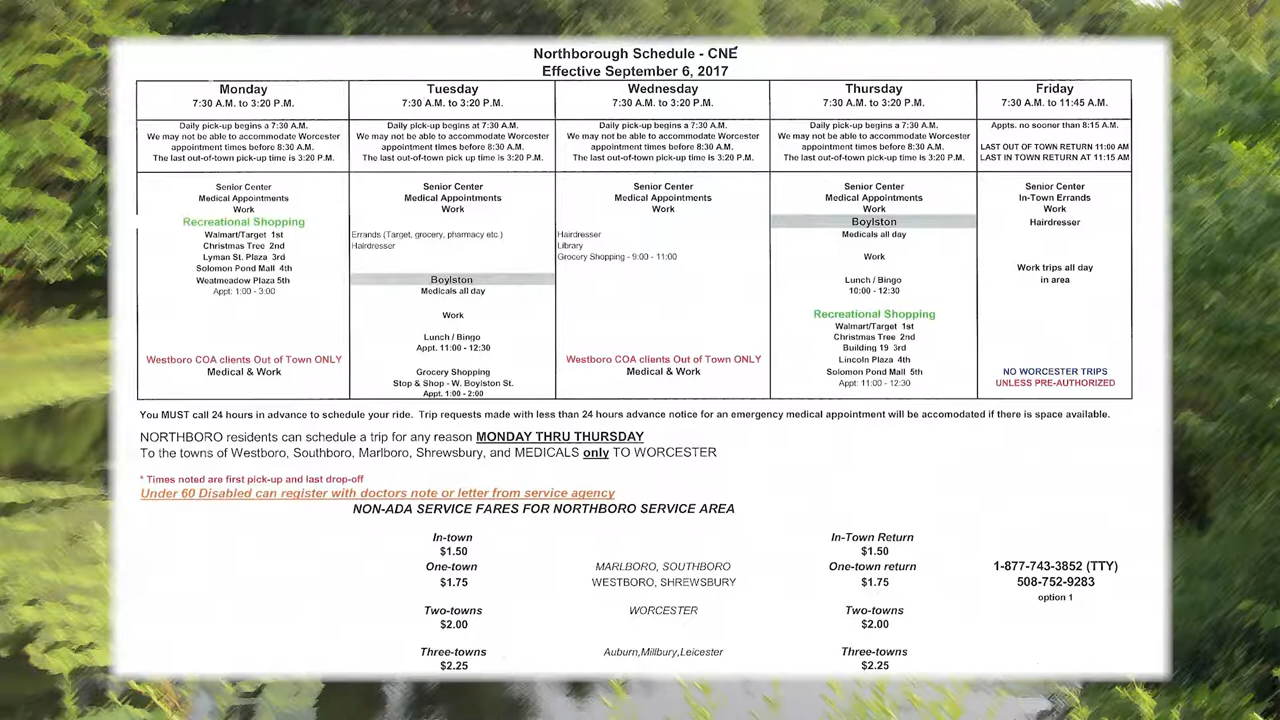 Northborough Schedule - CNE
Effective September 6, 2017
Monday
7:30 A.M. to 3:20 P.M.
Daily pick-up begins a 7:30 A.M.
We may not be able to accommodate Worcester
appointment times before 8:30 A.M.
The last out-of-town pick-up time is 3:20 P.M.
Senior Center
Medical Appointments
Work
Recreational Shopping
Walmart/Target 1st
Christmas Tree 2nd
Lyman St. Plaza 3rd
Solomon Pond Mall 4th
Weatmeadow Plaza 5th
Appt: 1:00 - 3:00
Westboro COA clients Out of Town ONLY
Medical & Work
Tuesday
7:30 A.M. to 3:20 P.M.
Daily pick-up begins at 7:30 A.M.
We may not be able to accommodate Worcester
appointment times before 8:30 A.M.
The last out-of-town pick up time is 3:20 P.M.
Senior Center
Medical Appointments
Work
Errands (Target, grocery, pharmacy etc.)
Hairdresser
Boylston
Medicals all day
Work
Lunch / Bingo
Appt. 11:00 - 12:30
Grocery Shopping
Stop & Shop - W. Boylston St.
Appt. 1:00 - 2:00
Wednesday
7:30 A.M. to 3:20 P.M.
Daily pick-up begins a 7:30 A.M.
We may not be able to accommodate Worcester
appointment times before 8:30 A.M.
The last out-of-town pick-up time is 3:20 P.M.
Senior Center
Medical Appointments
Work
Hairdresser
Library
Grocery Shopping - 9:00 - 11:00
Westboro COA clients Out of Town ONLY
Medical & Work
Thursday
7:30 A.M. to 3:20 P.M.
Daily pick-up begins a 7:30 A.M.
We may not be able to accommodate Worcester
appointment times before 8:30 A.M.
The last out-of-town pick-up time is 3:20 P.M.
Senior Center
Medical Appointments
Work
Boylston
Medicals all day
Work
Lunch / Bingo
10:00 - 12:30
Recreational Shopping
Walmart/Target 1st
Christmas Tree 2nd
Building 19 3rd
Lincoln Plaza 4th
Solomon Pond Mall 5th
Appt: 11:00 - 12:30
Friday
7:30 A.M. to 11:45 A.M.
Appts. no sooner than 8:15 A.M.
LAST OUT OF TOWN RETURN 11:00 AM
LAST IN TOWN RETURN AT 11:15 AM
Senior Center
In-Town Errands
Work
Hairdresser
Work trips all day
in area
NO WORCESTER TRIPS
UNLESS PRE-AUTHORIZED
You MUST call 24 hours in advance to schedule your ride. Trip requests made with less than 24 hours advance notice for an emergency medical appointment will be accomodated if there is space available.
NORTHBORO residents can schedule a trip for any reason MONDAY THRU THURSDAY
To the towns of Westboro, Southboro, Marlboro, Shrewsbury, and MEDICALS only TO WORCESTER
* Times noted are first pick-up and last drop-off
Under 60 Disabled can register with doctors note or letter from service agency
NON-ADA SERVICE FARES FOR NORTHBORO SERVICE AREA
In-town In-Town Return
$1.50 $1.50
One-town MARLBORO, SOUTHBORO One-town return 1-877-743-3852 (TTY)
$1.75 WESTBORO, SHREWSBURY $1.75 508-752-9283
option 1
Two-towns WORCESTER Two-towns
$2.00 $2.00
Three-towns Auburn,Millbury,Leicester Three-towns
$2.25 $2.25